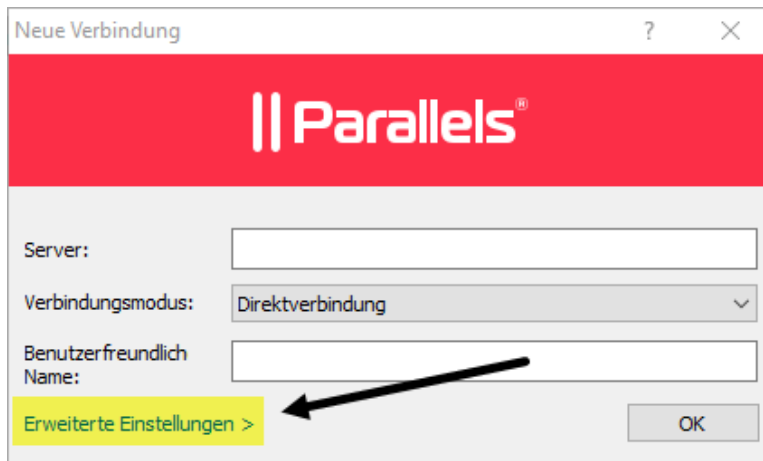 Neue Verbindung ?
|| Parallels®
Server:
Verbindungsmodus: Direktverbindung
Benutzerfreundlich
Name:
Erweiterte Einstellungen > OK